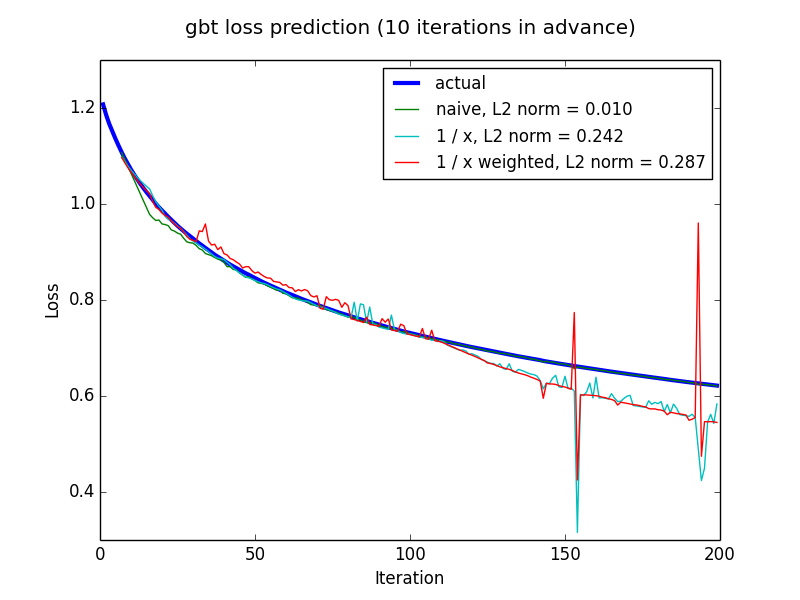 gbt loss prediction (10 iterations in advance)
actual
naive, L2 norm = 0.010
1 / x, L2 norm = 0.242
1 / x weighted, L2 norm = 0.287
Loss
1.2
1.0
0.8
0.6
0.4
0 50 100 150 200
Iteration